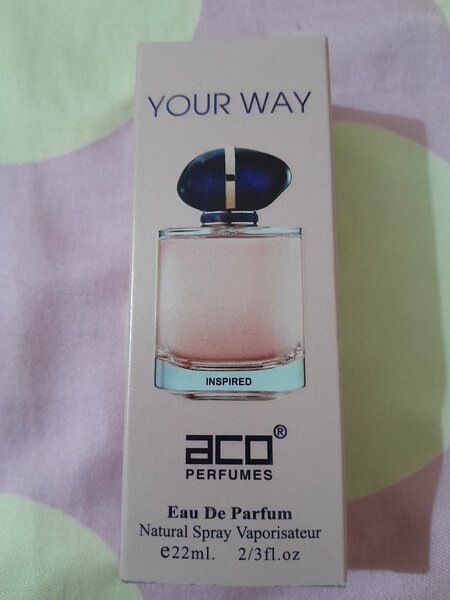 YOUR WAY
INSPIRED
aco®
PERFUMES
Eau De Parfum
Natural Spray Vaporisateur
e22ml. 2/3fl.oz